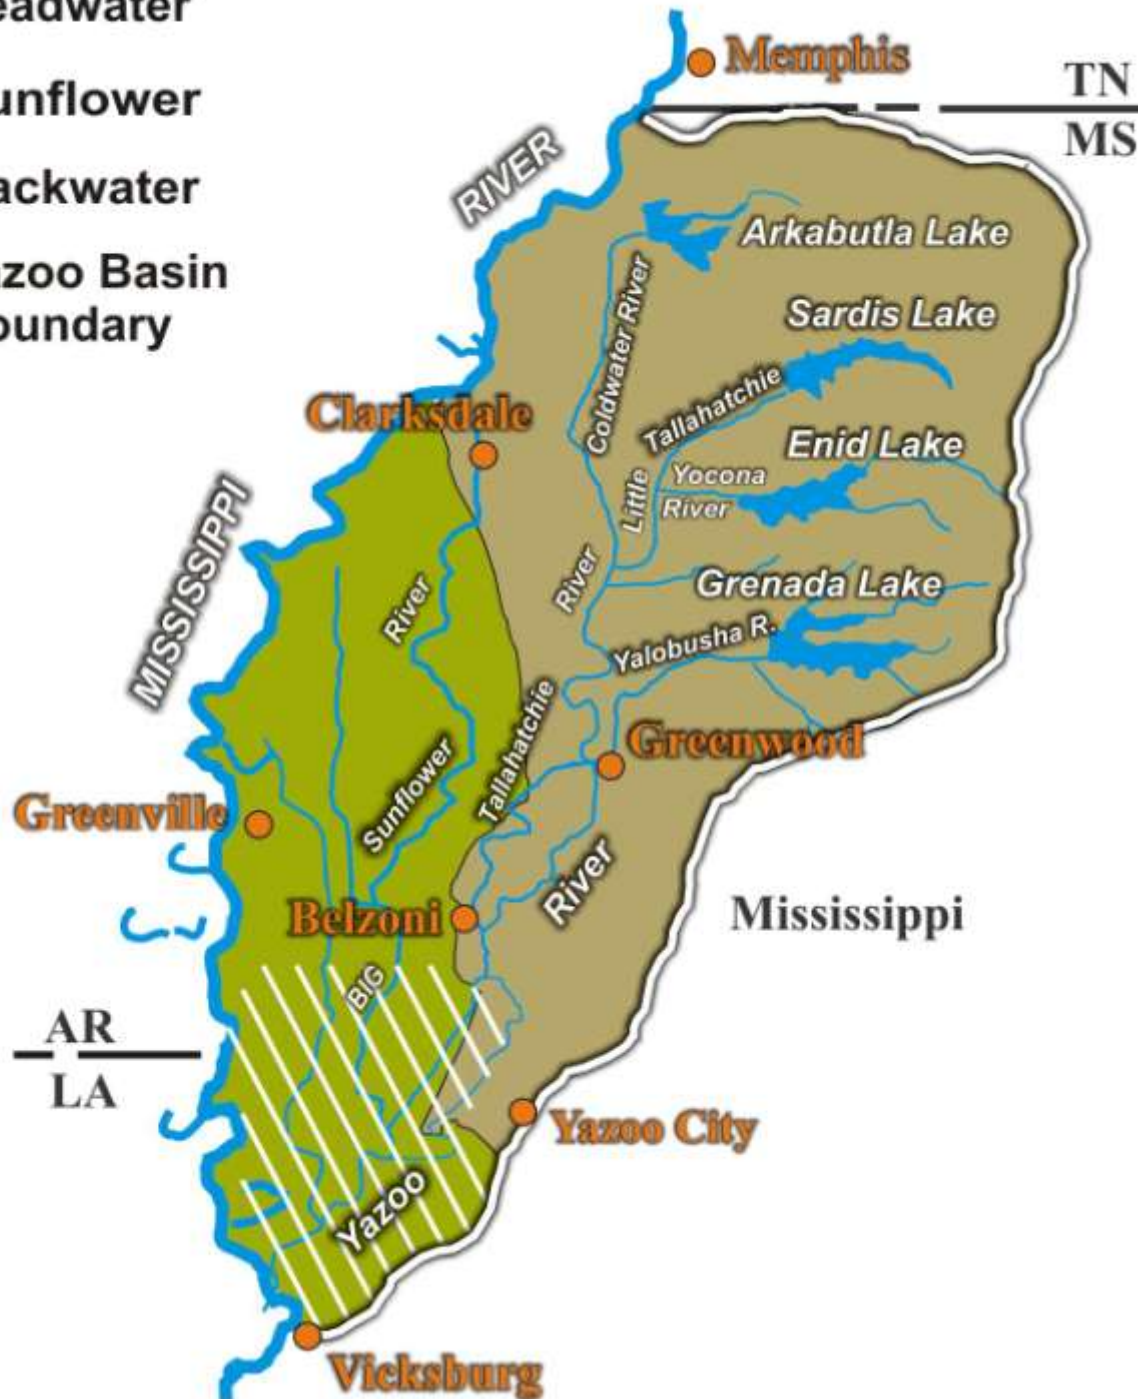 eadwater
unflower
ackwater
azoo Basin
oundary
Memphis
TN
MS
RIVER
Arkabutla Lake
Coldwater River
Sardis Lake
Tallahatchie
Clarksdale
Enid Lake
Little
Yocona
River
MISSISSIPPI
River
River
Grenada Lake
Yalobusha R.
Tallahatchie
Greenwood
Sunflower
Greenville
River
Belzoni
Mississippi
BIG
AR
LA
Yazoo City
Yazoo
Vicksburg